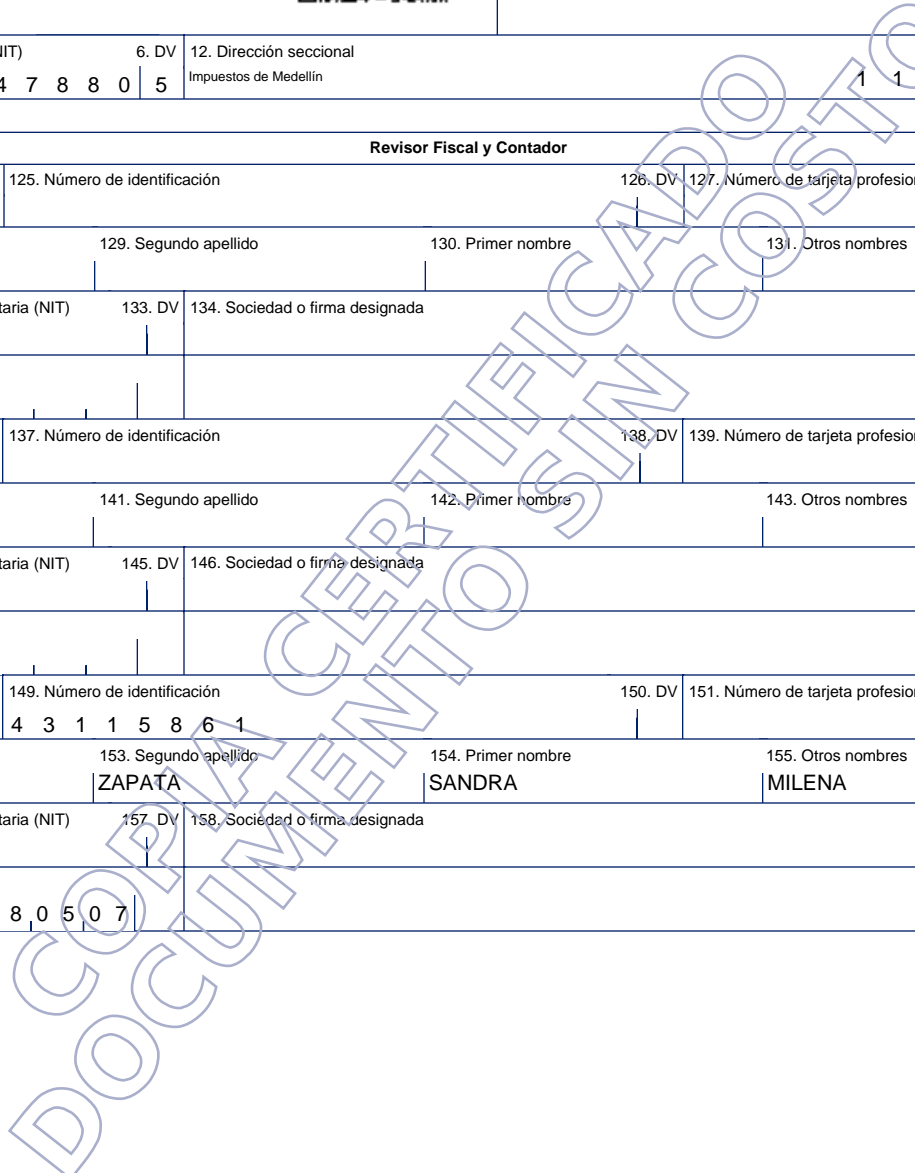 IT) 6. DV 12. Dirección seccional
4 7 8 8 0 5 Impuestos de Medellín 1 1
Revisor Fiscal y Contador
125. Número de identificación 126. DV 127. Número de tarjeta profesion
129. Segundo apellido 130. Primer nombre 131. Otros nombres
taria (NIT) 133. DV 134. Sociedad o firma designada
137. Número de identificación 138. DV 139. Número de tarjeta profesion
141. Segundo apellido 142. Primer nombre 143. Otros nombres
taria (NIT) 145. DV 146. Sociedad o firma designada
149. Número de identificación 150. DV 151. Número de tarjeta profesion
4 3 1 1 5 8 6 1
153. Segundo apellido 154. Primer nombre 155. Otros nombres
ZAPATA SANDRA MILENA
taria (NIT) 157. DV 158. Sociedad o firma designada
8 0 5 0 7
COPIA CERTIFICADO
DOCUMENTO SIN COSTO